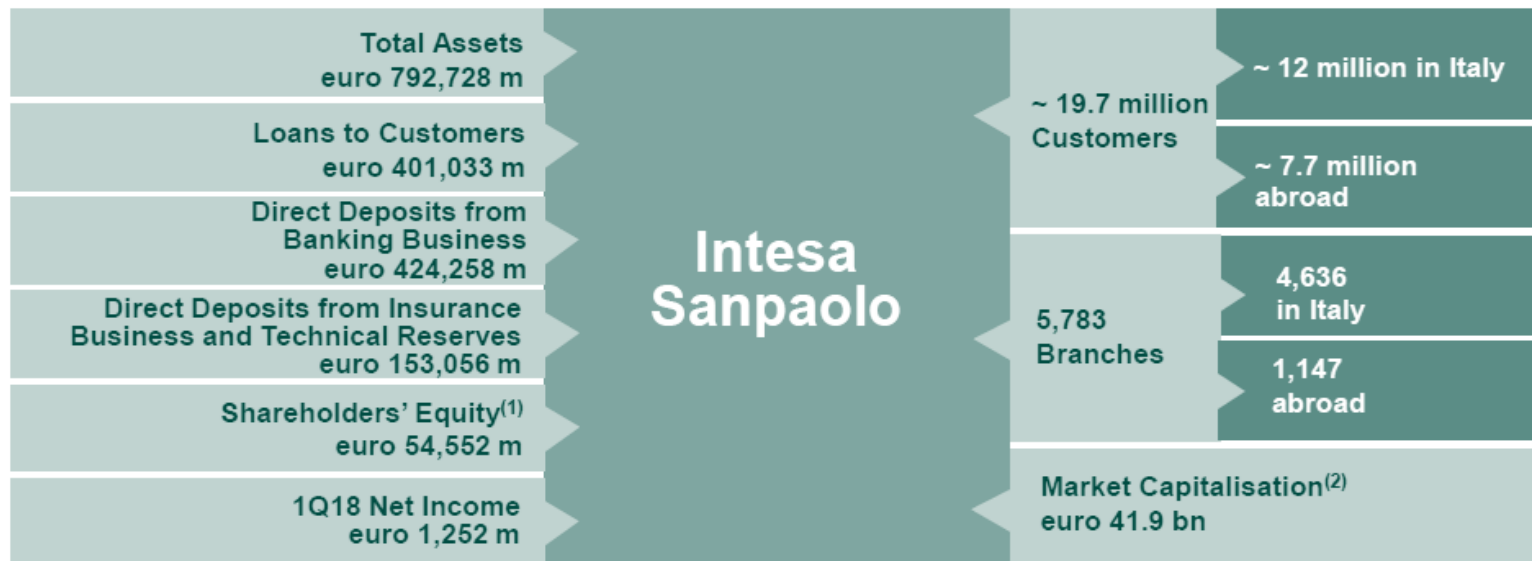 Total Assets
euro 792,728 m
Loans to Customers
euro 401,033 m
Direct Deposits from
Banking Business
euro 424,258 m
Direct Deposits from Insurance
Business and Technical Reserves
euro 153,056 m
Shareholders’ Equity(1)
euro 54,552 m
1Q18 Net Income
euro 1,252 m
Intesa
Sanpaolo
~ 19.7 million
Customers
~ 12 million in Italy
~ 7.7 million
abroad
5,783
Branches
4,636
in Italy
1,147
abroad
Market Capitalisation(2)
euro 41.9 bn